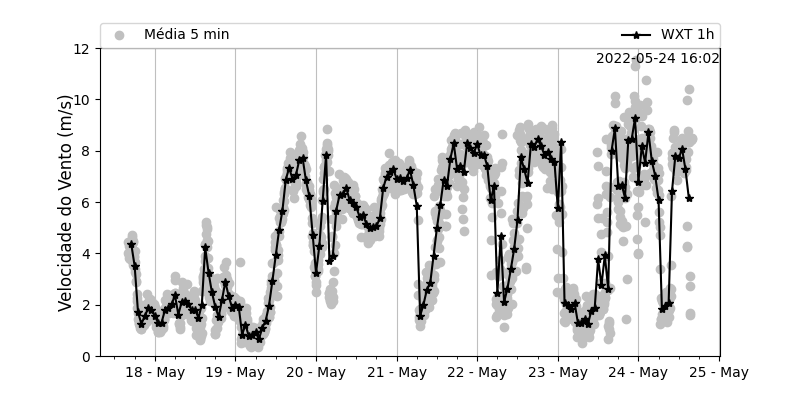 Média 5 min WXT 1h
2022-05-24 16:02
Velocidade do Vento (m/s)
12
10
8
6
4
2
0
18 - May 19 - May 20 - May 21 - May 22 - May 23 - May 24 - May 25 - May